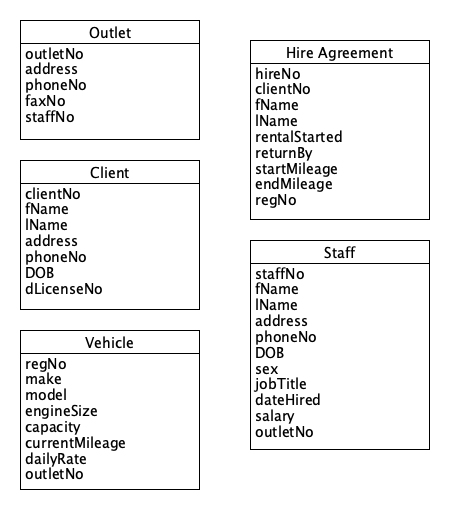 Outlet
outletNo
address
phoneNo
faxNo
staffNo
Client
clientNo
fName
lName
address
phoneNo
DOB
dLicenseNo
Vehicle
regNo
make
model
engineSize
capacity
currentMileage
dailyRate
outletNo
Hire Agreement
hireNo
clientNo
fName
lName
rentalStarted
returnBy
startMileage
endMileage
regNo
Staff
staffNo
fName
lName
address
phoneNo
DOB
sex
jobTitle
dateHired
salary
outletNo